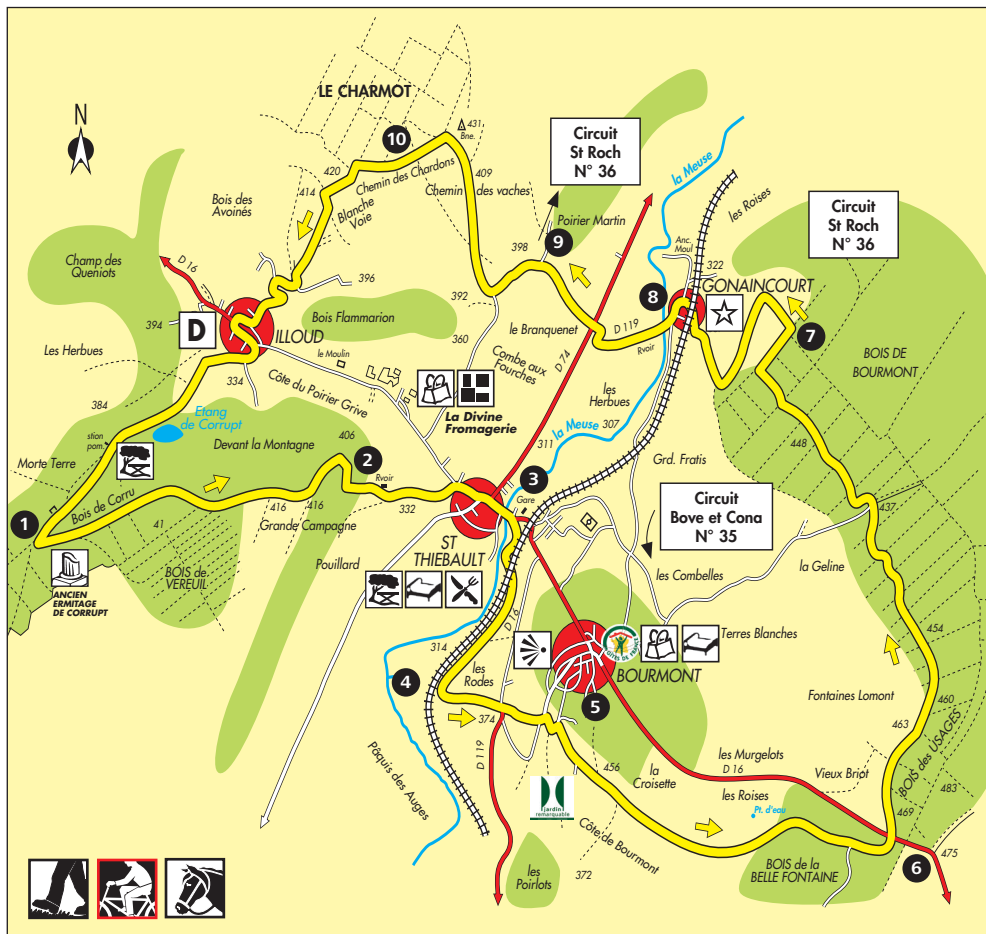 LE CHARMOT
N
431
Bne.
10
Circuit
St Roch
N° 36
la Meuse
420
Chemin des Chardons
409
Chemin des vaches
414
Blanche
Voie
Bois des
Avoinés
Poirier Martin
les Roises
Circuit
St Roch
N° 36
Champ des
Queniots
D 16
396
398
9
Anc.
Moul
322
GONAINCOURT
8
7
394
D
ILLOUD
392
Bois Flammarion
le Branquenet
D 119
Rvoir
BOIS DE
BOURMONT
Les Herbues
le Moulin
360
334
Côte du Poirier Grive
Combe aux
Fourches
D 74
les
Herbues
384
Etang
de Corrupt
La Divine
Fromagerie
307
la Meuse
311
448
stion
pom.
Devant la Montagne
406
2
Rvoir
Morte Terre
Bois de Corru
3
Gare
Grd. Fratis
437
1
416
416
332
41
Grande Campagne
ST
THIEBAULT
Circuit
Bove et Cona
N° 35
la Geline
Pouillard
BOIS de
VEREUIL
les Combelles
ANCIEN
ERMITAGE
DE CORRUPT
D 16
GÎTES DE FRANCE
Terres Blanches
454
314
les
Rodes
BOURMONT
4
5
Fontaines Lomont
460
374
463
D 119
Pâquis des Auges
456
la
Croisette
les Murgelots
D 16
Vieux Briot
BOIS des USAGES
483
jardin
remarquable
les Roises
Pt. d'eau
469
Côte de Bourmont
475
6
372
BOIS de la
BELLE FONTAINE
les
Poirlots